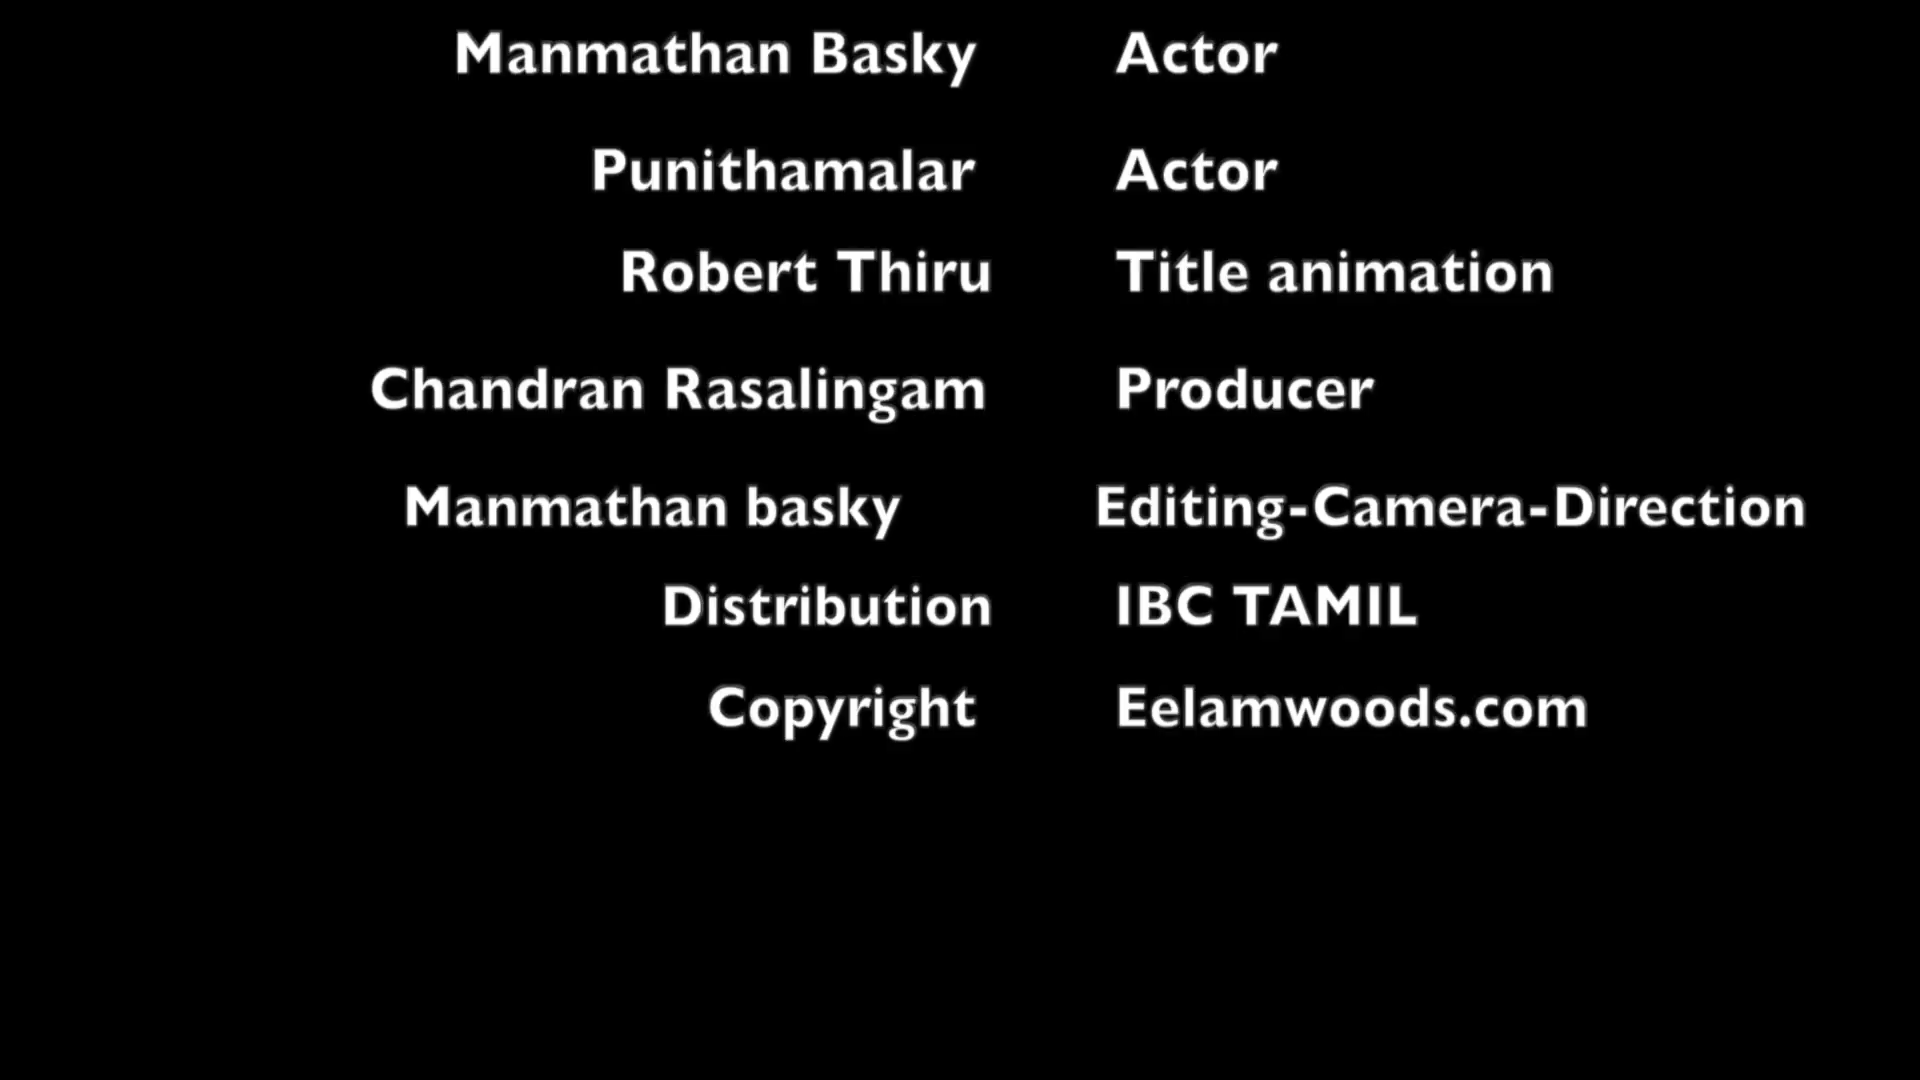 Manmathan Basky Actor
Punithamalar Actor
Robert Thiru Title animation
Chandran Rasalingam Producer
Manmathan basky Editing-Camera-Direction
Distribution IBC TAMIL
Copyright Eelamwoods.com